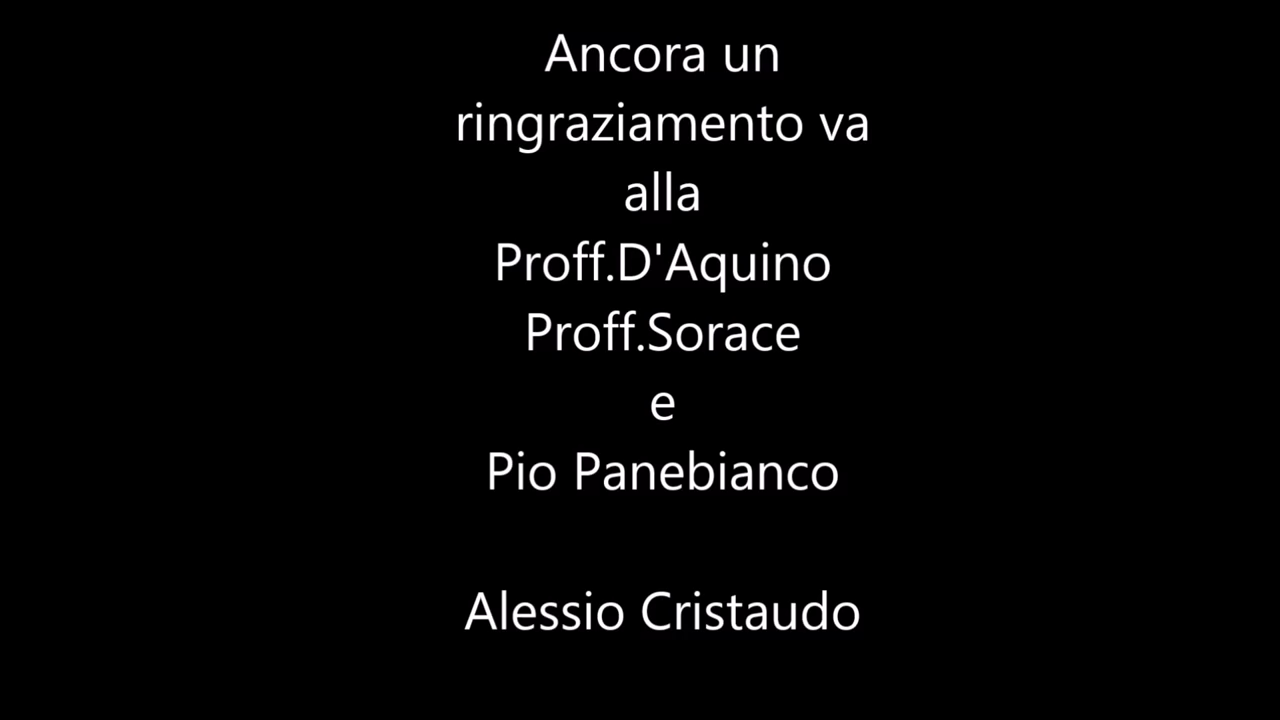 Ancora un
ringraziamento va
alla
Proff.D'Aquino
Proff.Sorace
e
Pio Panebianco
Alessio Cristaudo